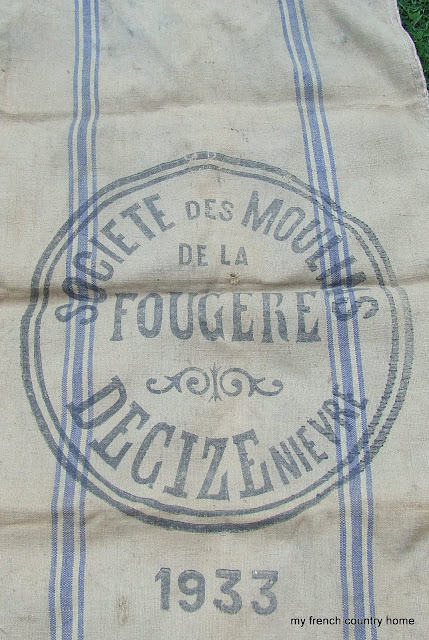 SOCIETE DES MOULINS
DE LA
FOUGERE
DECIZE NIEVRE
1933
my french country home